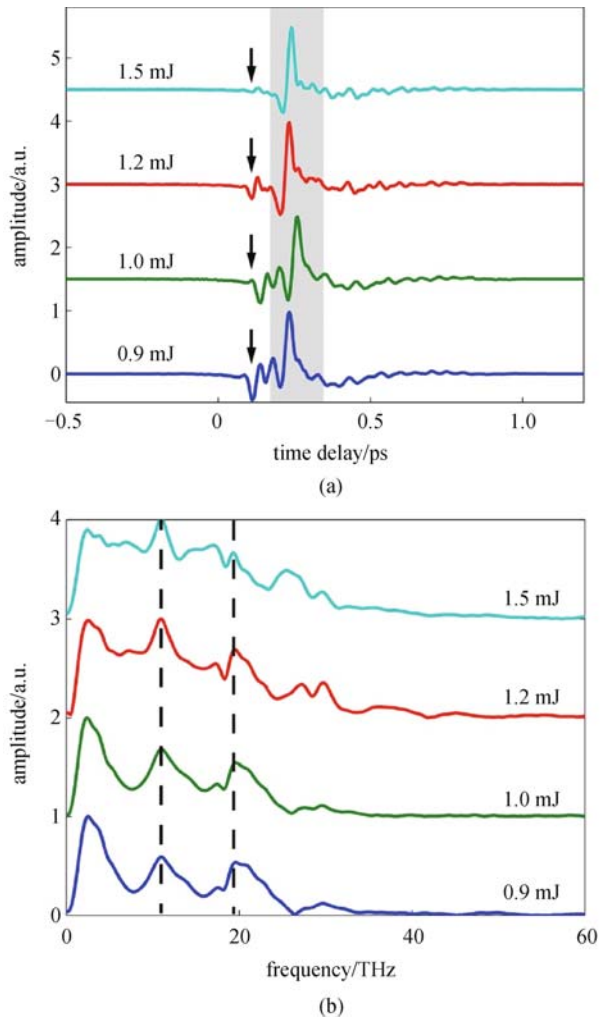 5
1.5 mJ
4
1.2 mJ
3
amplitude/a.u.
2
1.0 mJ
1
0.9 mJ
0
−0.5 0 0.5 1.0
time delay/ps
(a)
4
1.5 mJ
3
1.2 mJ
2
amplitude/a.u.
1.0 mJ
1
0.9 mJ
0
0 20 40 60
frequency/THz
(b)